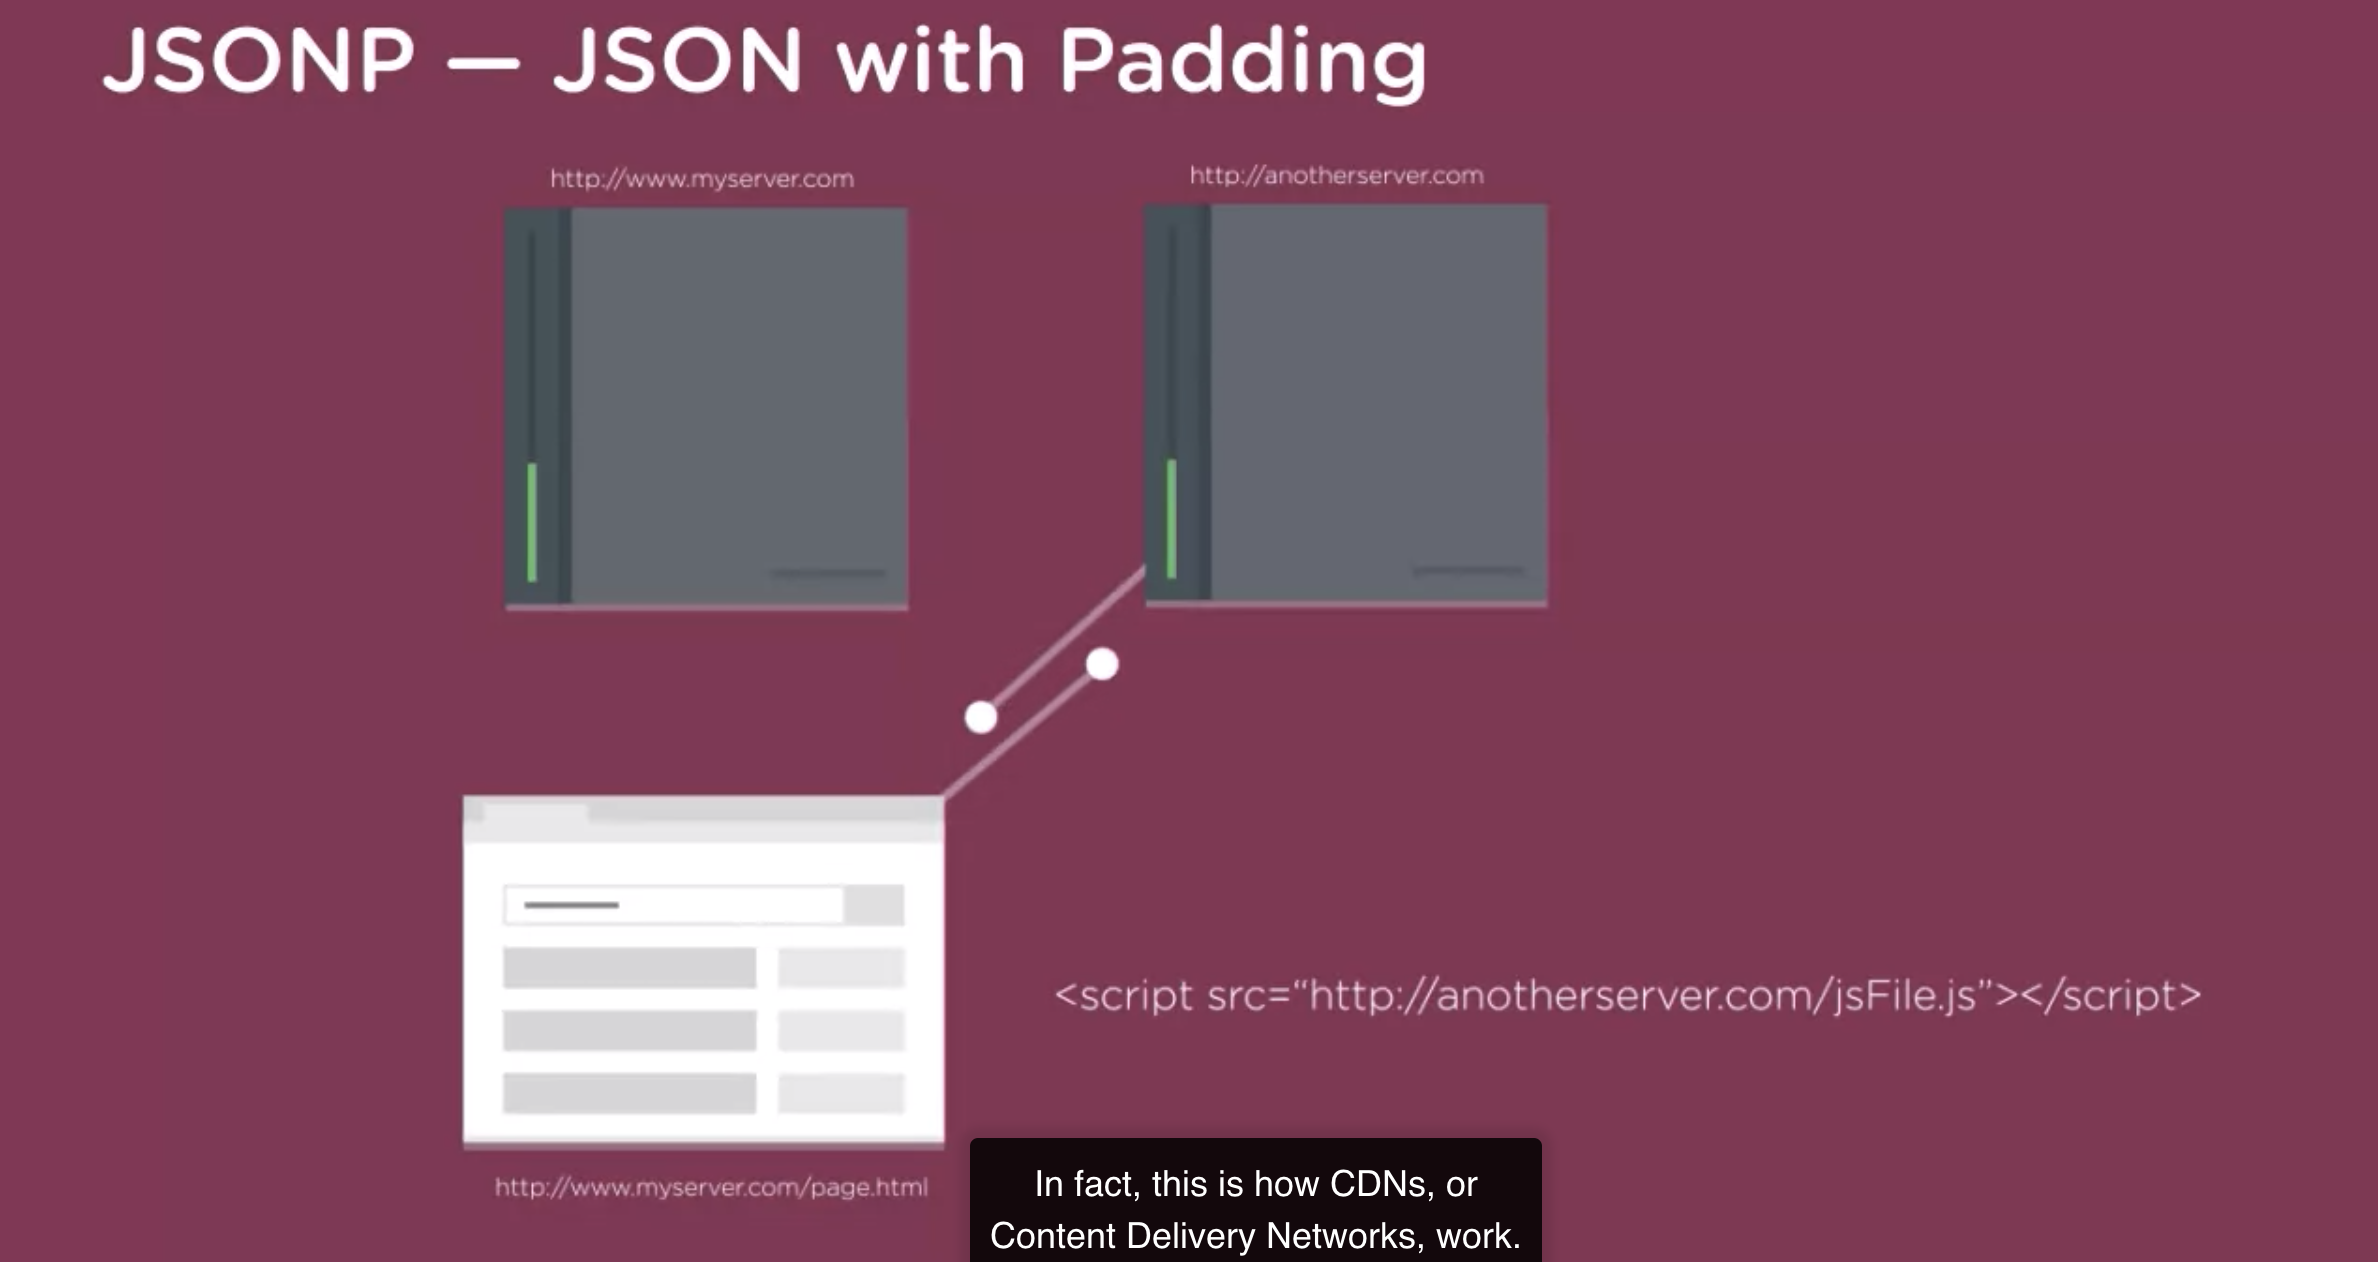 JSONP — JSON with Padding
http://www.myserver.com
http://anotherserver.com
<script src=“http://anotherserver.com/jsFile.js”></script>
http://www.myserver.com/page.html
In fact, this is how CDNs, or
Content Delivery Networks, work.